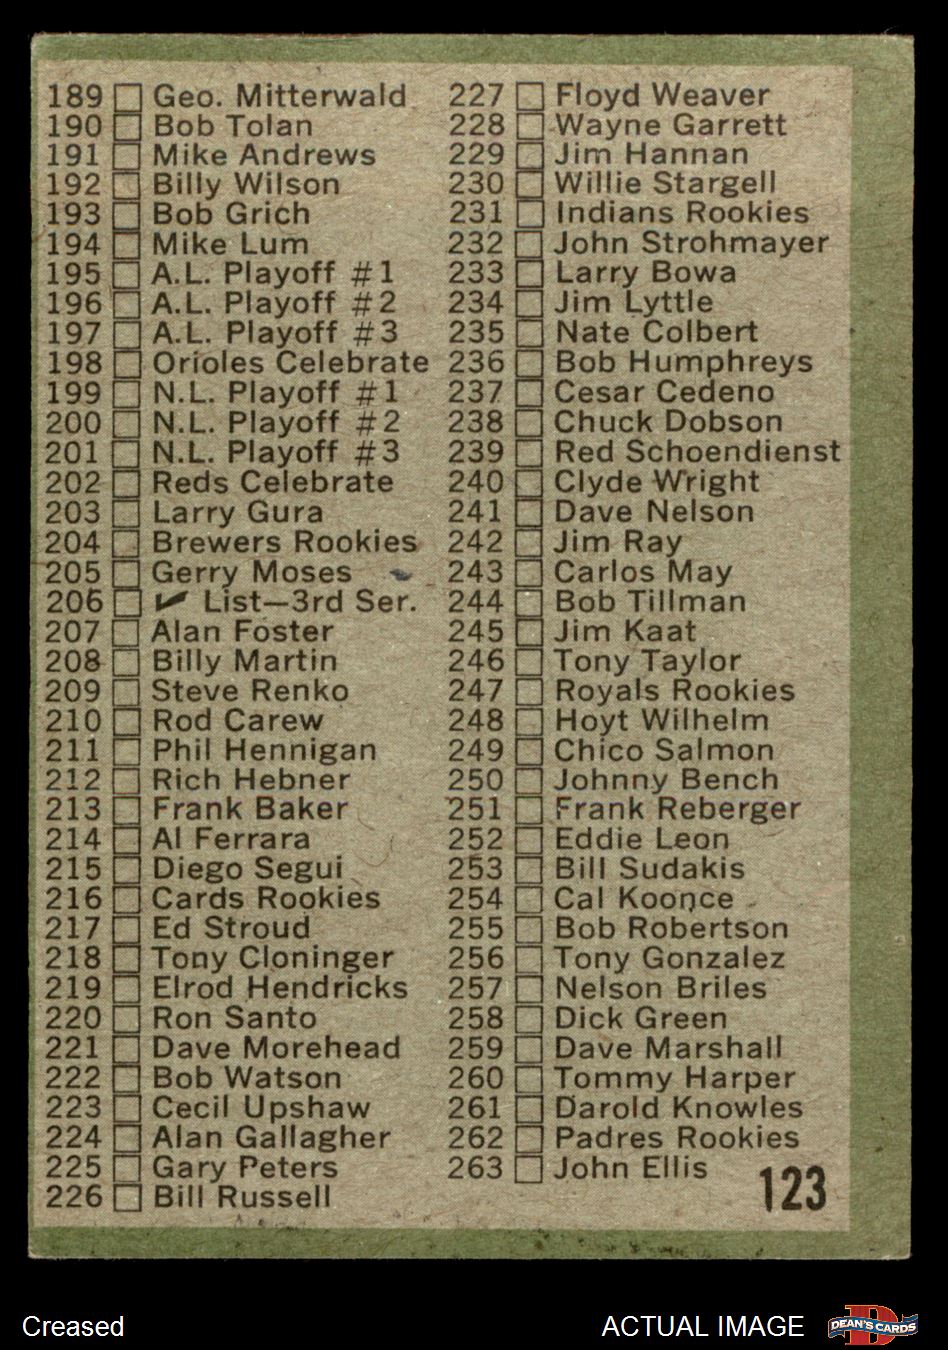 189 Geo. Mitterwald
190 Bob Tolan
191 Mike Andrews
192 Billy Wilson
193 Bob Grich
194 Mike Lum
195 A.L. Playoff #1
196 A.L. Playoff #2
197 A.L. Playoff #3
198 Orioles Celebrate
199 N.L. Playoff #1
200 N.L. Playoff #2
201 N.L. Playoff #3
202 Reds Celebrate
203 Larry Gura
204 Brewers Rookies
205 Gerry Moses
206 ✔ List—3rd Ser.
207 Alan Foster
208 Billy Martin
209 Steve Renko
210 Rod Carew
211 Phil Hennigan
212 Rich Hebner
213 Frank Baker
214 Al Ferrara
215 Diego Segui
216 Cards Rookies
217 Ed Stroud
218 Tony Cloninger
219 Elrod Hendricks
220 Ron Santo
221 Dave Morehead
222 Bob Watson
223 Cecil Upshaw
224 Alan Gallagher
225 Gary Peters
226 Bill Russell
227 Floyd Weaver
228 Wayne Garrett
229 Jim Hannan
230 Willie Stargell
231 Indians Rookies
232 John Strohmayer
233 Larry Bowa
234 Jim Lyttle
235 Nate Colbert
236 Bob Humphreys
237 Cesar Cedeno
238 Chuck Dobson
239 Red Schoendienst
240 Clyde Wright
241 Dave Nelson
242 Jim Ray
243 Carlos May
244 Bob Tillman
245 Jim Kaat
246 Tony Taylor
247 Royals Rookies
248 Hoyt Wilhelm
249 Chico Salmon
250 Johnny Bench
251 Frank Reberger
252 Eddie Leon
253 Bill Sudakis
254 Cal Koonce
255 Bob Robertson
256 Tony Gonzalez
257 Nelson Briles
258 Dick Green
259 Dave Marshall
260 Tommy Harper
261 Darold Knowles
262 Padres Rookies
263 John Ellis
123
Creased
ACTUAL IMAGE
DEAN'S CARDS